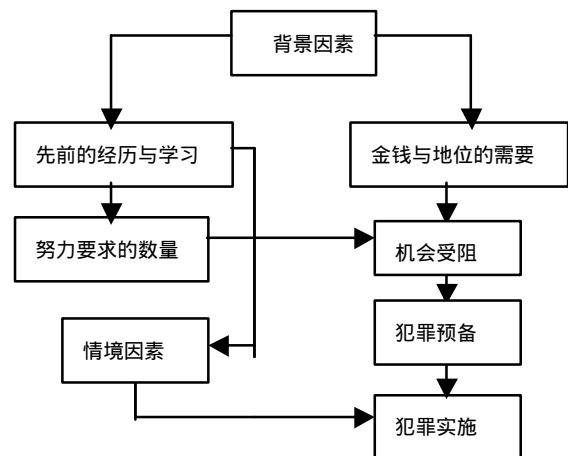 背景因素
先前的经历与学习
金钱与地位的需要
努力要求的数量
机会受阻
情境因素
犯罪预备
犯罪实施